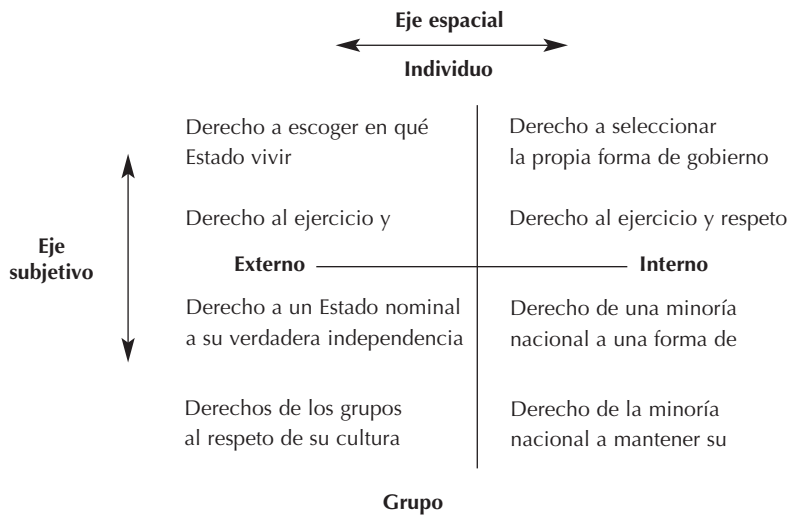 Eje espacial
Individuo
Derecho a escoger en qué
Estado vivir
Derecho a seleccionar
la propia forma de gobierno
Derecho al ejercicio y
Derecho al ejercicio y respeto
Eje
subjetivo
Externo
Interno
Derecho a un Estado nominal
a su verdadera independencia
Derecho de una minoría
nacional a una forma de
Derechos de los grupos
al respeto de su cultura
Derecho de la minoría
nacional a mantener su
Grupo